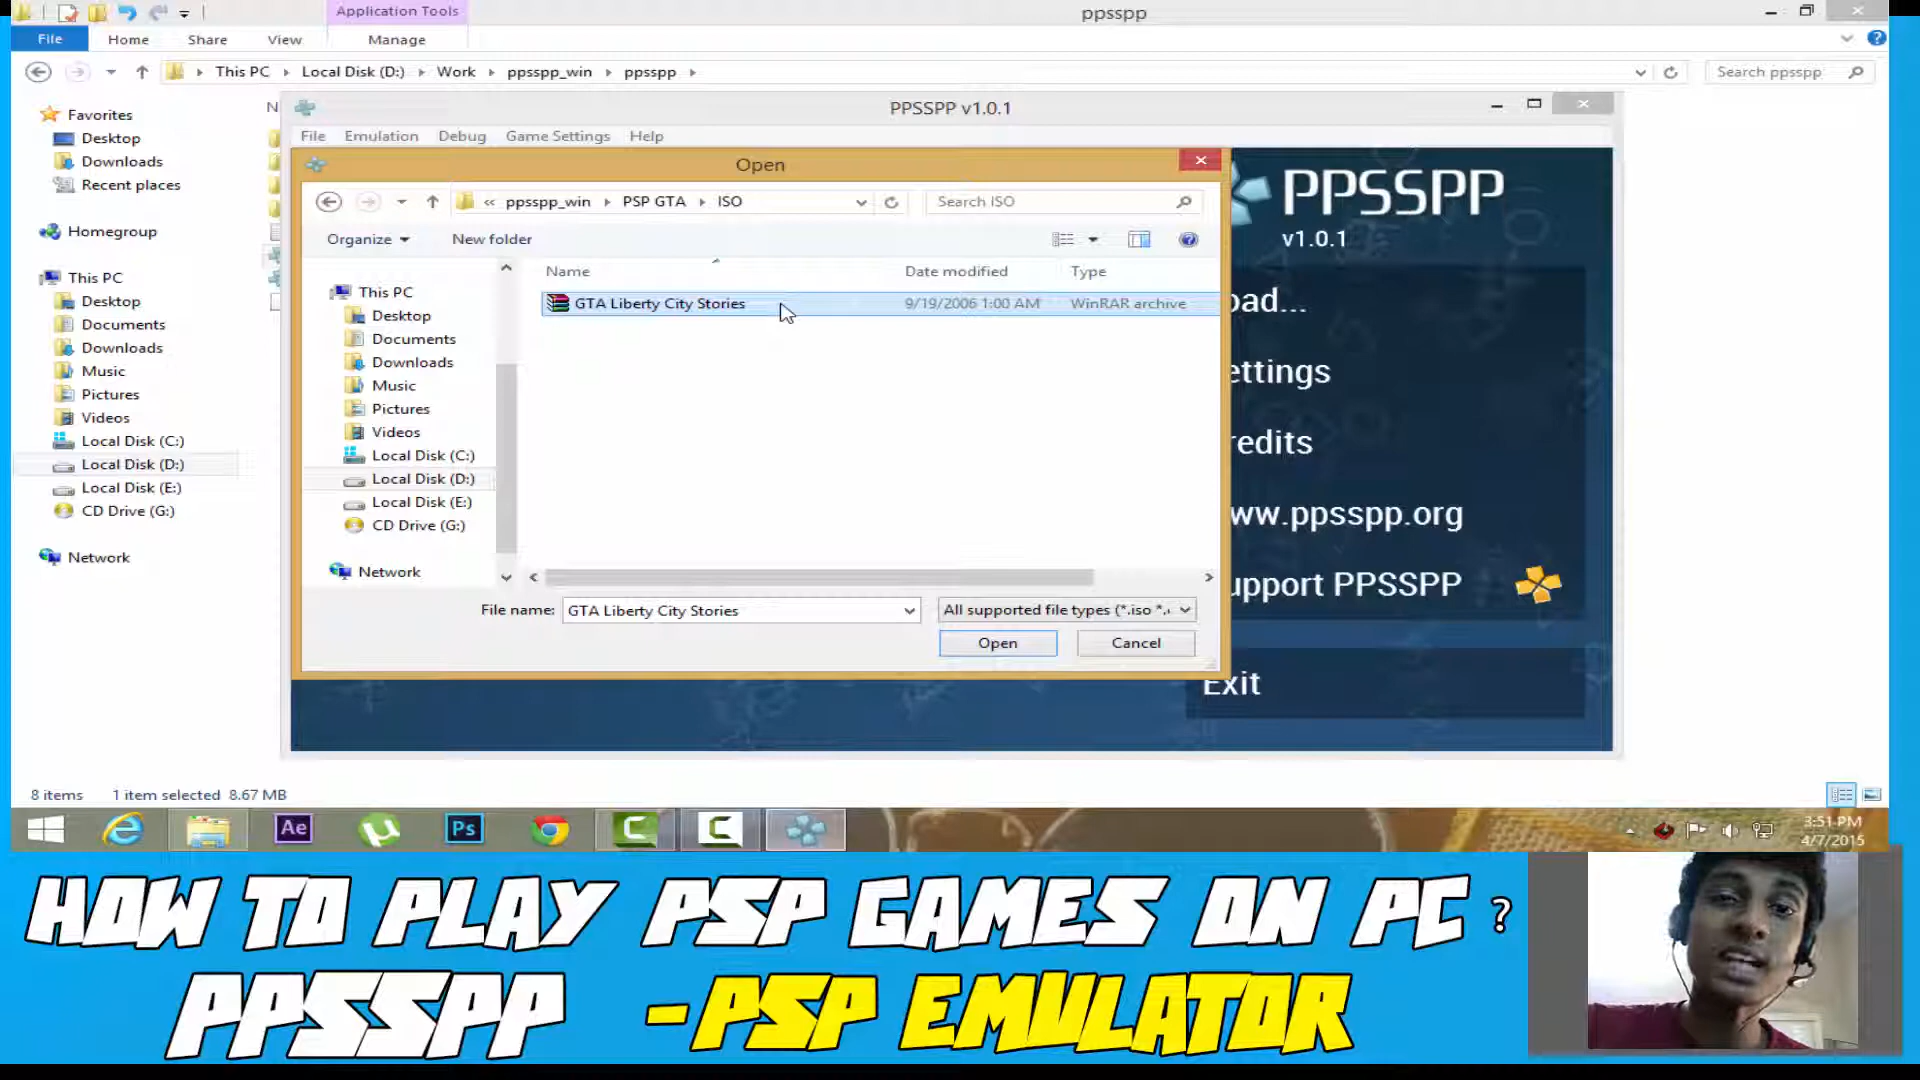 Application Tools
ppsspp
File Home Share View Manage
This PC Local Disk (D:) Work ppsspp_win ppsspp
Search ppsspp
Favorites
Desktop
Downloads
Recent places
Homegroup
This PC
Desktop
Documents
Downloads
Music
Pictures
Videos
Local Disk (C:)
Local Disk (D:)
Local Disk (E:)
CD Drive (G:)
Network
N
PPSSPP v1.0.1
File Emulation Debug Game Settings Help
Open
« ppsspp_win PSP GTA ISO
Search ISO
Organize New folder
This PC
Desktop
Documents
Downloads
Music
Pictures
Videos
Local Disk (C:)
Local Disk (D:)
Local Disk (E:)
CD Drive (G:)
Network
Name Date modified Type
GTA Liberty City Stories 9/19/2006 1:00 AM WinRAR archive
File name: GTA Liberty City Stories
All supported file types (*.iso *.
Open Cancel
PPSSPP
v1.0.1
oad...
ettings
redits
ww.ppsspp.org
upport PPSSPP
Exit
8 items 1 item selected 8.67 MB
Ae
Ps
3:51 PM
4/7/2015
HOW TO PLAY PSP GAMES ON PC ?
PPSSPP -PSP EMULATOR